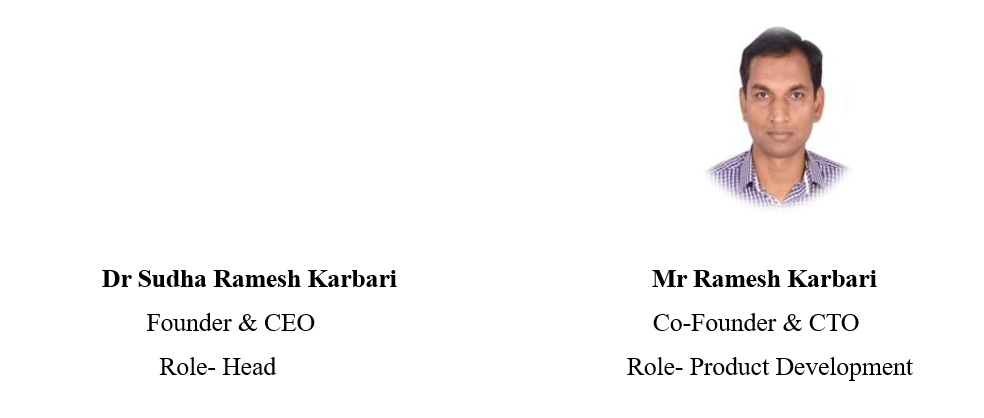 Dr Sudha Ramesh Karbari
Founder & CEO
Role- Head
Mr Ramesh Karbari
Co-Founder & CTO
Role- Product Development